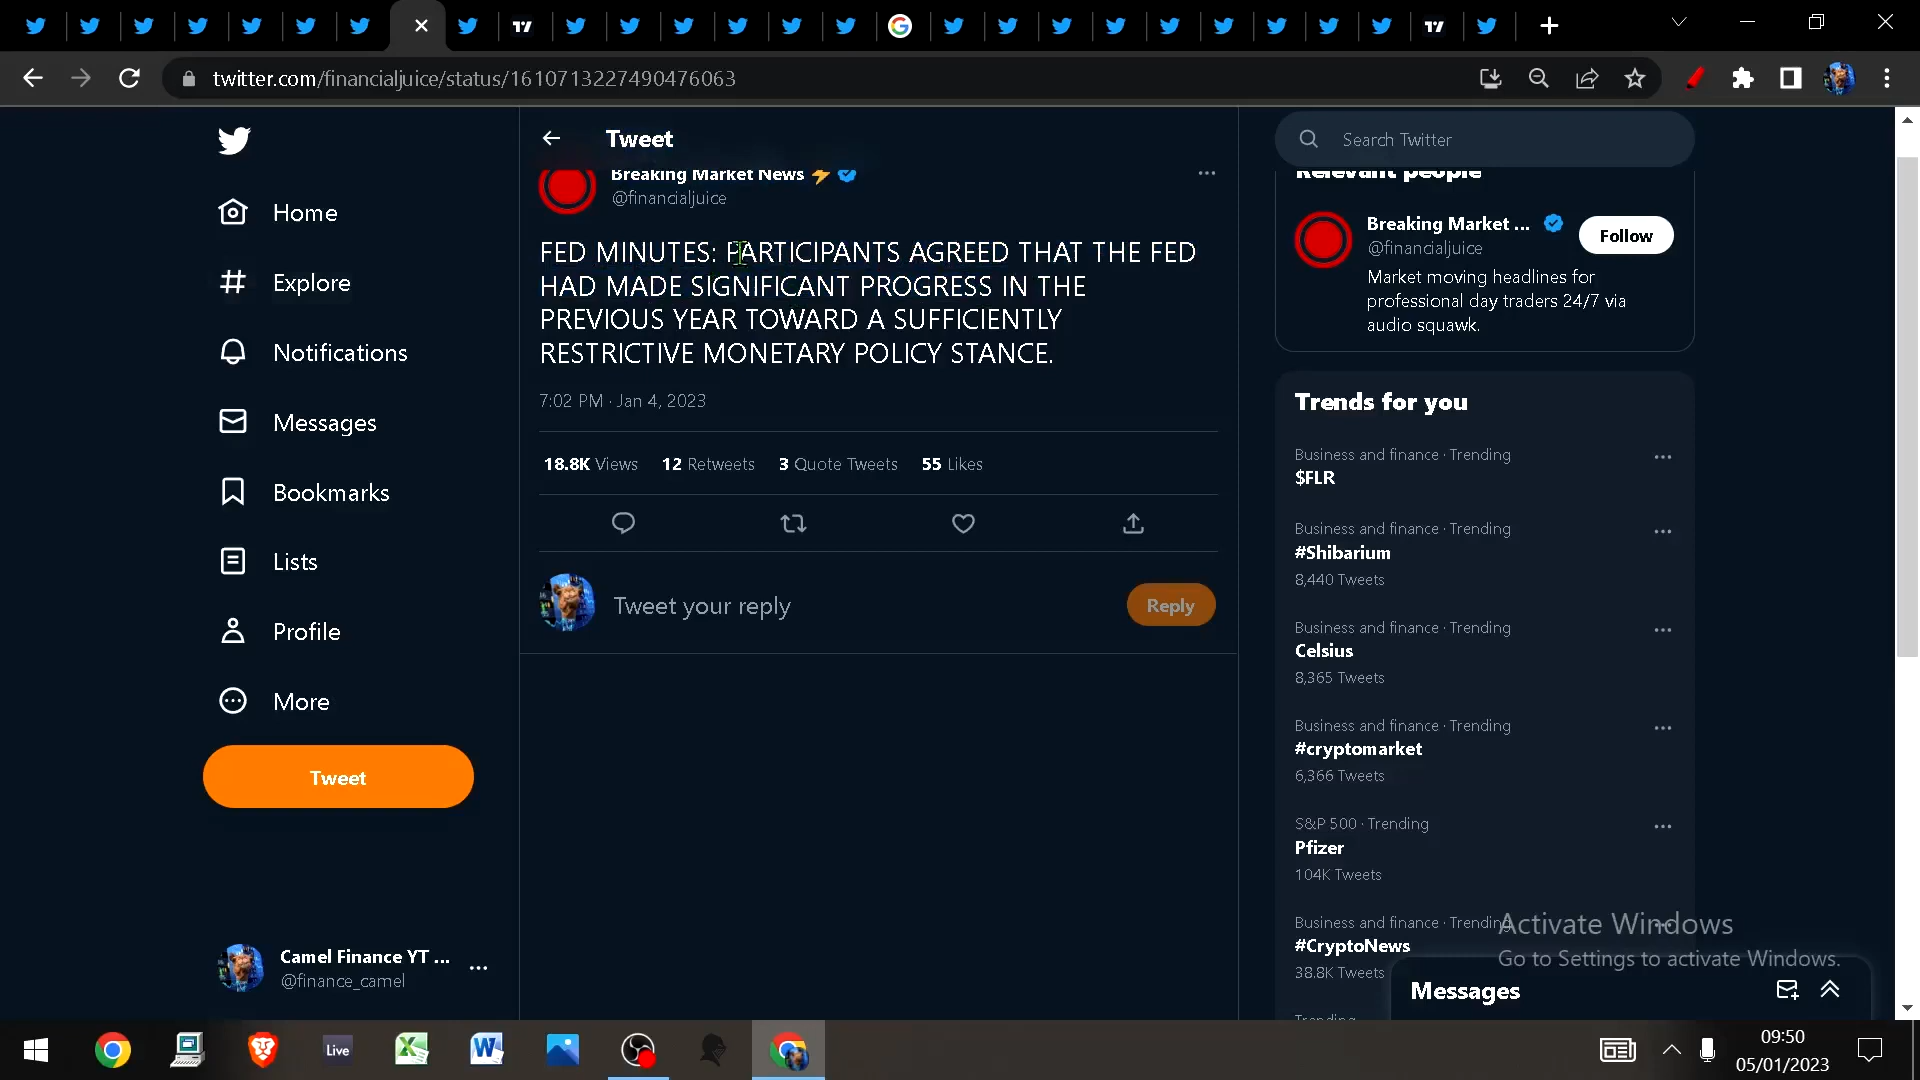 twitter.com/financialjuice/status/1610713227490476063
Tweet
Breaking Market News
@financialjuice
FED MINUTES: PARTICIPANTS AGREED THAT THE FED
HAD MADE SIGNIFICANT PROGRESS IN THE
PREVIOUS YEAR TOWARD A SUFFICIENTLY
RESTRICTIVE MONETARY POLICY STANCE.
7:02 PM · Jan 4, 2023
18.8K Views 12 Retweets 3 Quote Tweets 55 Likes
Tweet your reply
Reply
Home
Explore
Notifications
Messages
Bookmarks
Lists
Profile
More
Tweet
Camel Finance YT ...
@finance_camel
Search Twitter
Relevant people
Breaking Market ...
@financialjuice
Follow
Market moving headlines for
professional day traders 24/7 via
audio squawk.
Trends for you
Business and finance · Trending
$FLR
Business and finance · Trending
#Shibarium
8,440 Tweets
Business and finance · Trending
Celsius
8,365 Tweets
Business and finance · Trending
#cryptomarket
6,366 Tweets
S&P 500 · Trending
Pfizer
104K Tweets
Business and finance · Trending
#CryptoNews
38.8K Tweets
Trending
Activate Windows
Go to Settings to activate Windows.
Messages
Live
09:50
05/01/2023